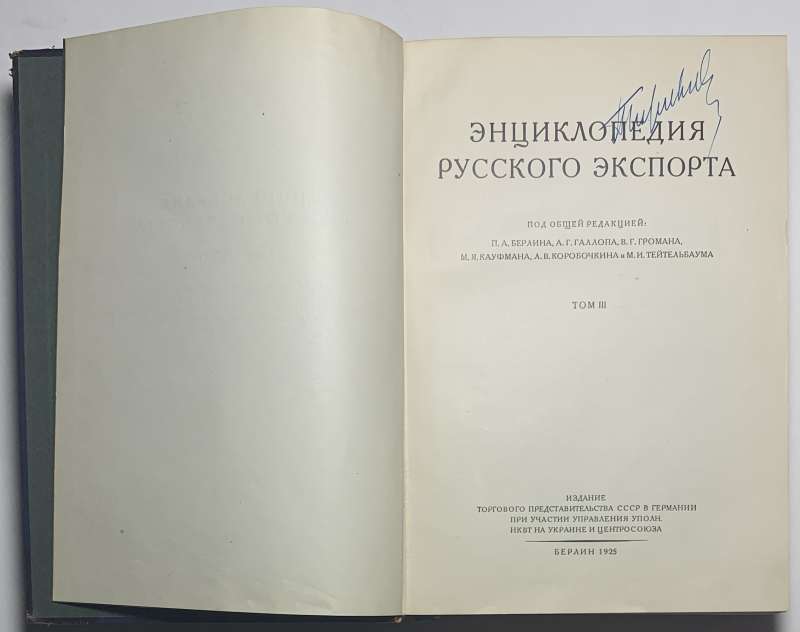 ЭНЦИКЛОПЕДИЯ
РУССКОГО ЭКСПОРТА
ПОД ОБЩЕЙ РЕДАКЦИЕЙ:
П. А. БЕРЛИНА, А. Г. ГАЛЛОПА, В. Г. ГРОМАНА,
М. Я. КАУФМАНА, А. В. КОРОБОЧКИНА и М. И. ТЕЙТЕЛЬБАУМА
ТОМ III
ИЗДАНИЕ
ТОРГОВОГО ПРЕДСТАВИТЕЛЬСТВА СССР В ГЕРМАНИИ
ПРИ УЧАСТИИ УПРАВЛЕНИЯ УПОЛН.
НКВТ НА УКРАИНЕ И ЦЕНТРОСОЮЗА
БЕРЛИН 1925